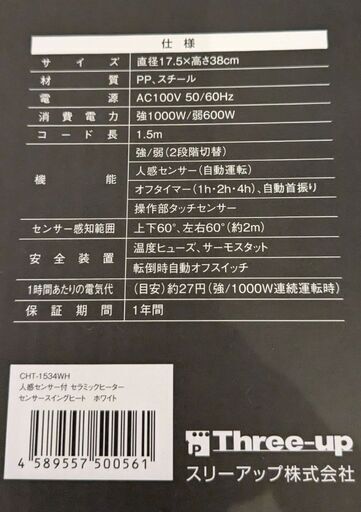 仕様
サイズ 直径17.5×高さ38cm
材質 PP、スチール
電源 AC100V 50/60Hz
消費電力 強1000W/弱600W
コード長 1.5m
機能 強/弱(2段階切替)
人感センサー(自動運転)
オフタイマー(1h・2h・4h)、自動首振り
操作部タッチセンサー
センサー感知範囲 上下60°、左右60°(約2m)
安全装置 温度ヒューズ、サーモスタット
転倒時自動オフスイッチ
1時間あたりの電気代 (目安)約27円(強/1000W連続運転時)
保証期間 1年間
CHT-1534WH
人感センサー付 セラミックヒーター
センサースイングヒート ホワイト
4 589557 500561
Three-up
スリーアップ株式会社